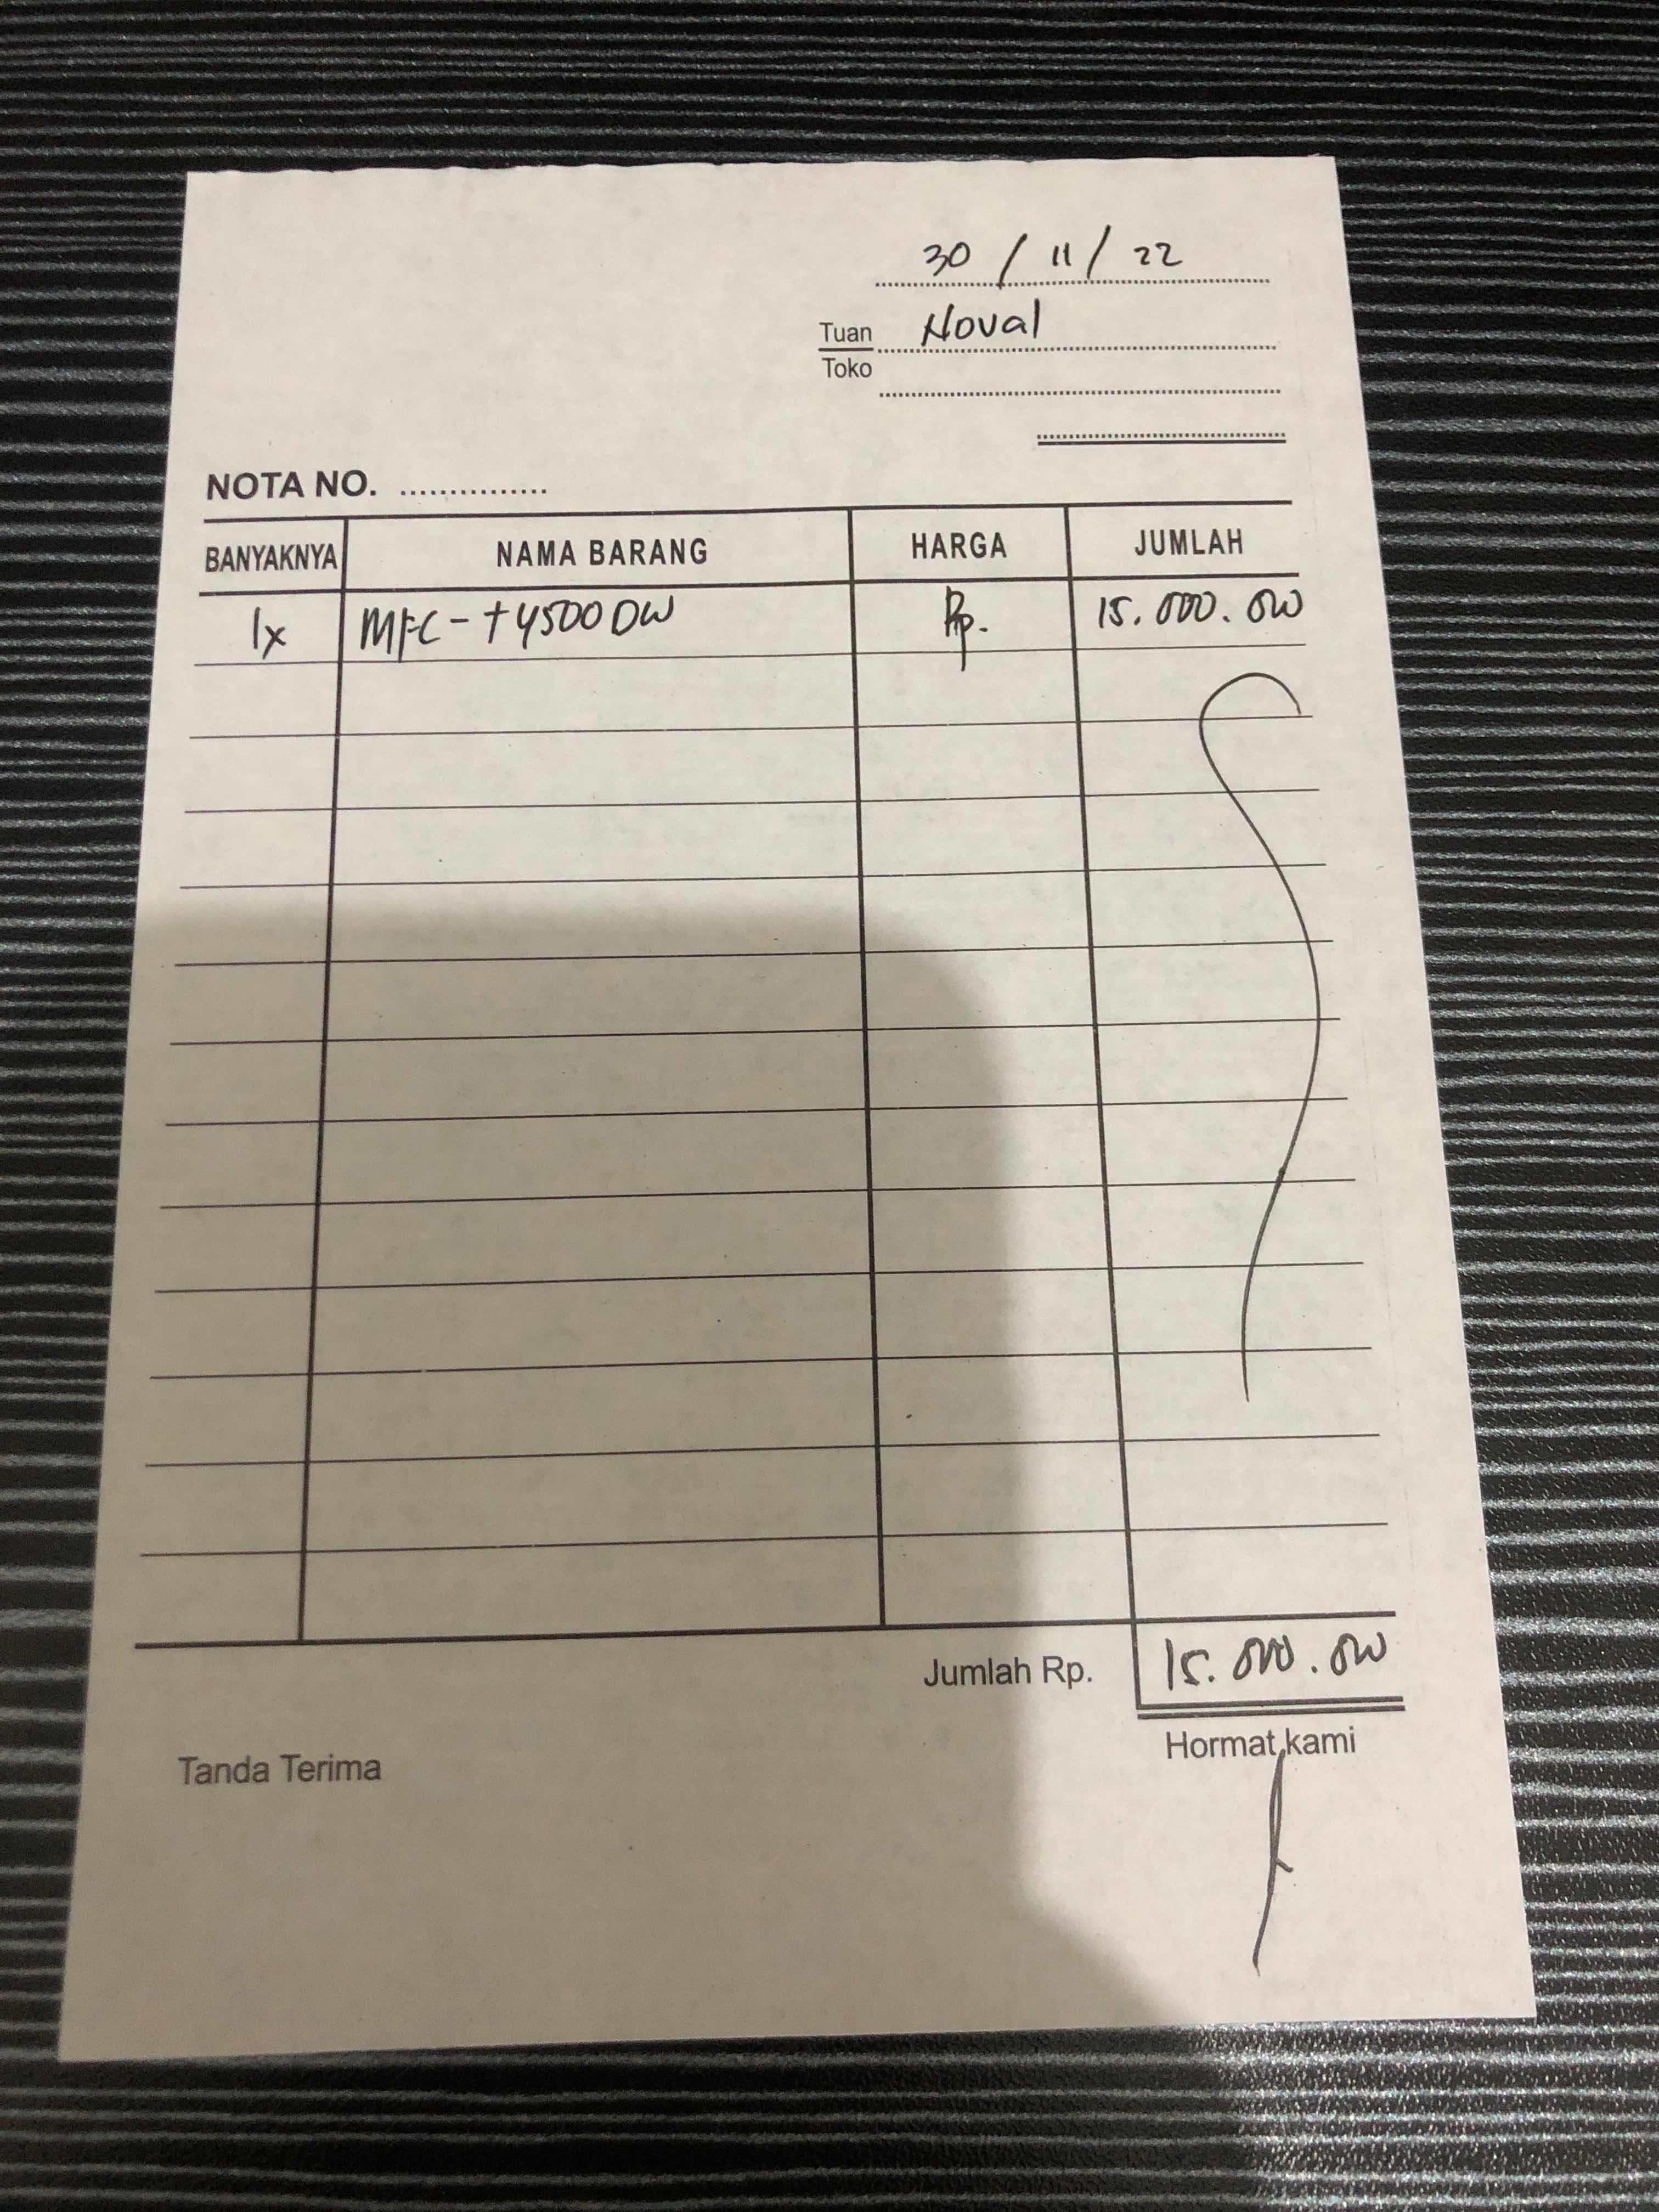 30 / 11 / 22
Tuan Noval
Toko
NOTA NO. ...............
BANYAKNYA NAMA BARANG HARGA JUMLAH
1x MFC-T4500DW Rp. 15.000.000
Jumlah Rp. 15.000.000
Tanda Terima Hormat kami